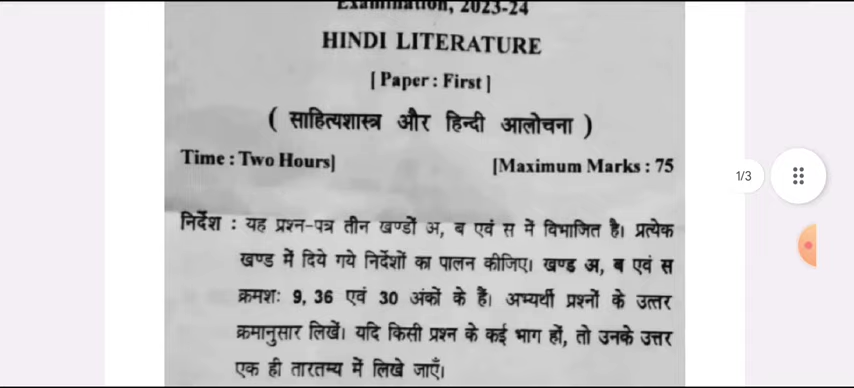 Examination, 2023-24
HINDI LITERATURE
[ Paper : First ]
( साहित्यशास्त्र और हिन्दी आलोचना )
Time : Two Hours] [Maximum Marks : 75
1/3
निर्देश : यह प्रश्न-पत्र तीन खण्डों अ, ब एवं स में विभाजित है। प्रत्येक
खण्ड में दिये गये निर्देशों का पालन कीजिए। खण्ड अ, ब एवं स
क्रमशः 9, 36 एवं 30 अंकों के हैं। अभ्यर्थी प्रश्नों के उत्तर
क्रमानुसार लिखें। यदि किसी प्रश्न के कई भाग हों, तो उनके उत्तर
एक ही तारतम्य में लिखे जाएँ।